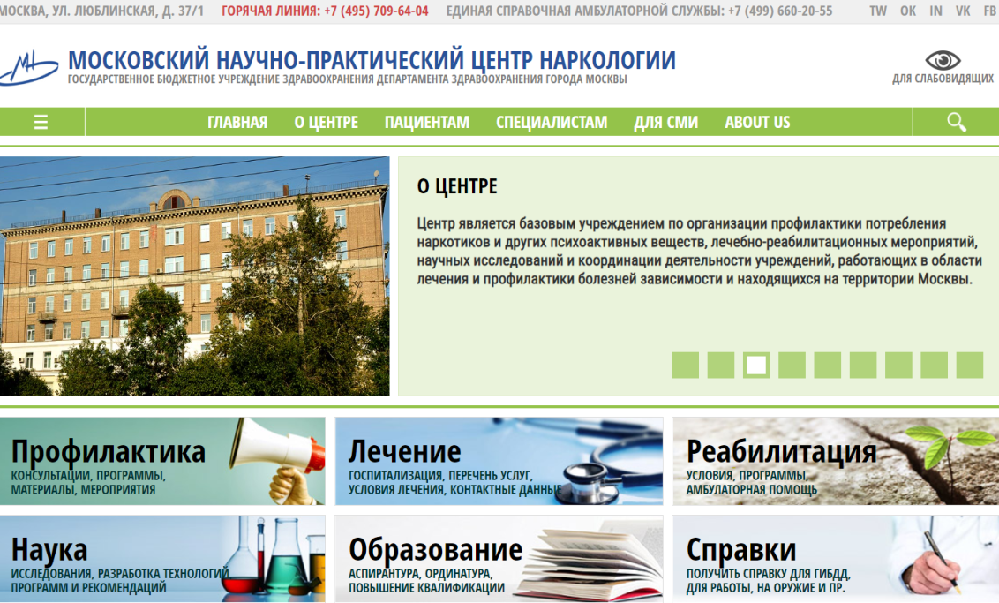 МОСКВА, УЛ. ЛЮБЛИНСКАЯ, Д. 37/1 ГОРЯЧАЯ ЛИНИЯ: +7 (495) 709-64-04 ЕДИНАЯ СПРАВОЧНАЯ АМБУЛАТОРНОЙ СЛУЖБЫ: +7 (499) 660-20-55 TW OK IN VK FB
МОСКОВСКИЙ НАУЧНО-ПРАКТИЧЕСКИЙ ЦЕНТР НАРКОЛОГИИ
ГОСУДАРСТВЕННОЕ БЮДЖЕТНОЕ УЧРЕЖДЕНИЕ ЗДРАВООХРАНЕНИЯ ДЕПАРТАМЕНТА ЗДРАВООХРАНЕНИЯ ГОРОДА МОСКВЫ
ДЛЯ СЛАБОВИДЯЩИХ
ГЛАВНАЯ О ЦЕНТРЕ ПАЦИЕНТАМ СПЕЦИАЛИСТАМ ДЛЯ СМИ ABOUT US
О ЦЕНТРЕ
Центр является базовым учреждением по организации профилактики потребления
наркотиков и других психоактивных веществ, лечебно-реабилитационных мероприятий,
научных исследований и координации деятельности учреждений, работающих в области
лечения и профилактики болезней зависимости и находящихся на территории Москвы.
Профилактика
КОНСУЛЬТАЦИИ, ПРОГРАММЫ,
МАТЕРИАЛЫ, МЕРОПРИЯТИЯ
Лечение
ГОСПИТАЛИЗАЦИЯ, ПЕРЕЧЕНЬ УСЛУГ,
УСЛОВИЯ ЛЕЧЕНИЯ, КОНТАКТНЫЕ ДАННЫЕ
Реабилитация
УСЛОВИЯ, ПРОГРАММЫ,
АМБУЛАТОРНАЯ ПОМОЩЬ
Наука
ИССЛЕДОВАНИЯ, РАЗРАБОТКА ТЕХНОЛОГИЙ,
ПРОГРАММ И РЕКОМЕНДАЦИЙ
Образование
АСПИРАНТУРА, ОРДИНАТУРА,
ПОВЫШЕНИЕ КВАЛИФИКАЦИИ
Справки
ПОЛУЧИТЬ СПРАВКУ ДЛЯ ГИБДД,
ДЛЯ РАБОТЫ, НА ОРУЖИЕ И ПР.